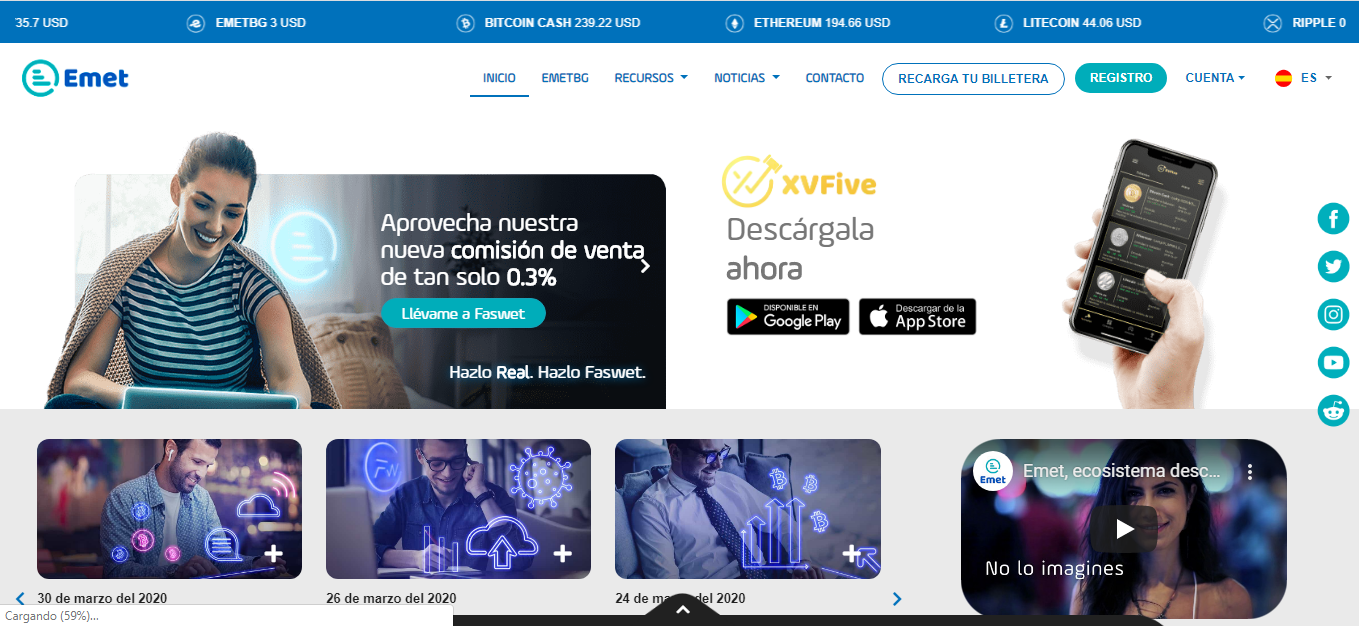 35.7 USD
EMETBG 3 USD
BITCOIN CASH 239.22 USD
ETHEREUM 194.66 USD
LITECOIN 44.06 USD
RIPPLE 0
Emet
INICIO
EMETBG
RECURSOS
NOTICIAS
CONTACTO
RECARGA TU BILLETERA
REGISTRO
CUENTA
ES
Aprovecha nuestra
nueva comisión de venta
de tan solo 0.3%
Llévame a Faswet
Hazlo Real. Hazlo Faswet.
XVFive
Descárgala
ahora
DISPONIBLE EN
Google Play
Descargar de la
App Store
FW
Emet
Emet, ecosistema desc...
No lo imagines
30 de marzo del 2020
26 de marzo del 2020
24 de marzo del 2020
Cargando (59%)...